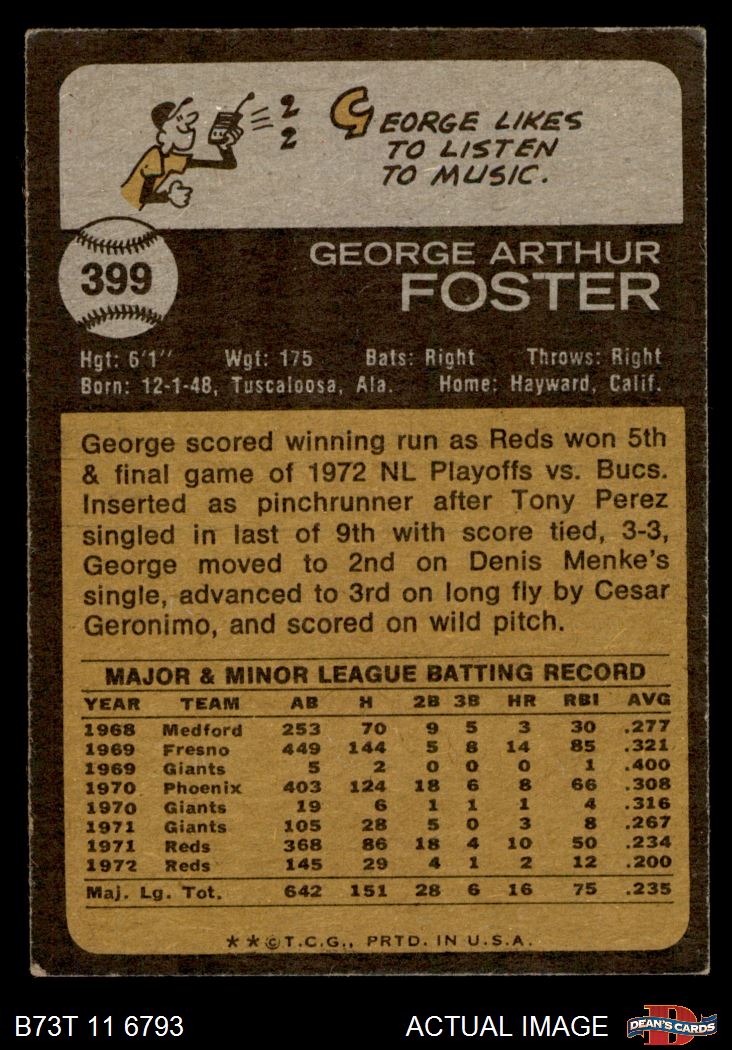 2
2
GEORGE LIKES
TO LISTEN
TO MUSIC.
399
GEORGE ARTHUR
FOSTER
Hgt: 6'1" Wgt: 175 Bats: Right Throws: Right
Born: 12-1-48, Tuscaloosa, Ala. Home: Hayward, Calif.
George scored winning run as Reds won 5th
& final game of 1972 NL Playoffs vs. Bucs.
Inserted as pinchrunner after Tony Perez
singled in last of 9th with score tied, 3-3,
George moved to 2nd on Denis Menke's
single, advanced to 3rd on long fly by Cesar
Geronimo, and scored on wild pitch.
MAJOR & MINOR LEAGUE BATTING RECORD
YEAR TEAM AB H 2B 3B HR RBI AVG
1968 Medford 253 70 9 5 3 30 .277
1969 Fresno 449 144 5 8 14 85 .321
1969 Giants 5 2 0 0 0 1 .400
1970 Phoenix 403 124 18 6 8 66 .308
1970 Giants 19 6 1 1 1 4 .316
1971 Giants 105 28 5 0 3 8 .267
1971 Reds 368 86 18 4 10 50 .234
1972 Reds 145 29 4 1 2 12 .200
Maj. Lg. Tot. 642 151 28 6 16 75 .235
**©T.C.G., PRTD. IN U.S.A.
B73T 11 6793 ACTUAL IMAGE D DEAN'S CARDS